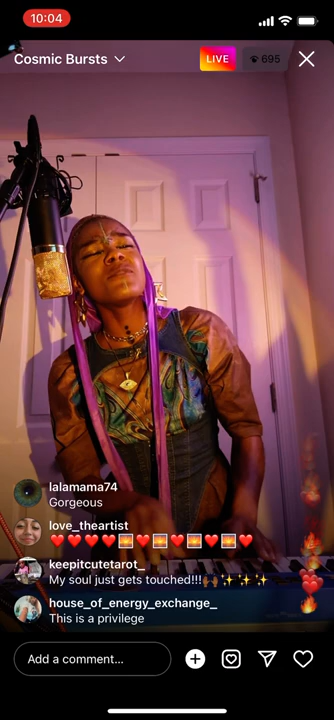 10:04
Cosmic Bursts
LIVE
695
lalamama74
Gorgeous
love_theartist
❤️❤️❤️❤️🌅❤️🌅❤️🌅❤️🌅❤️
keepitcutetarot_
My soul just gets touched!!!🙌🏾✨✨✨
house_of_energy_exchange_
This is a privilege
Add a comment...